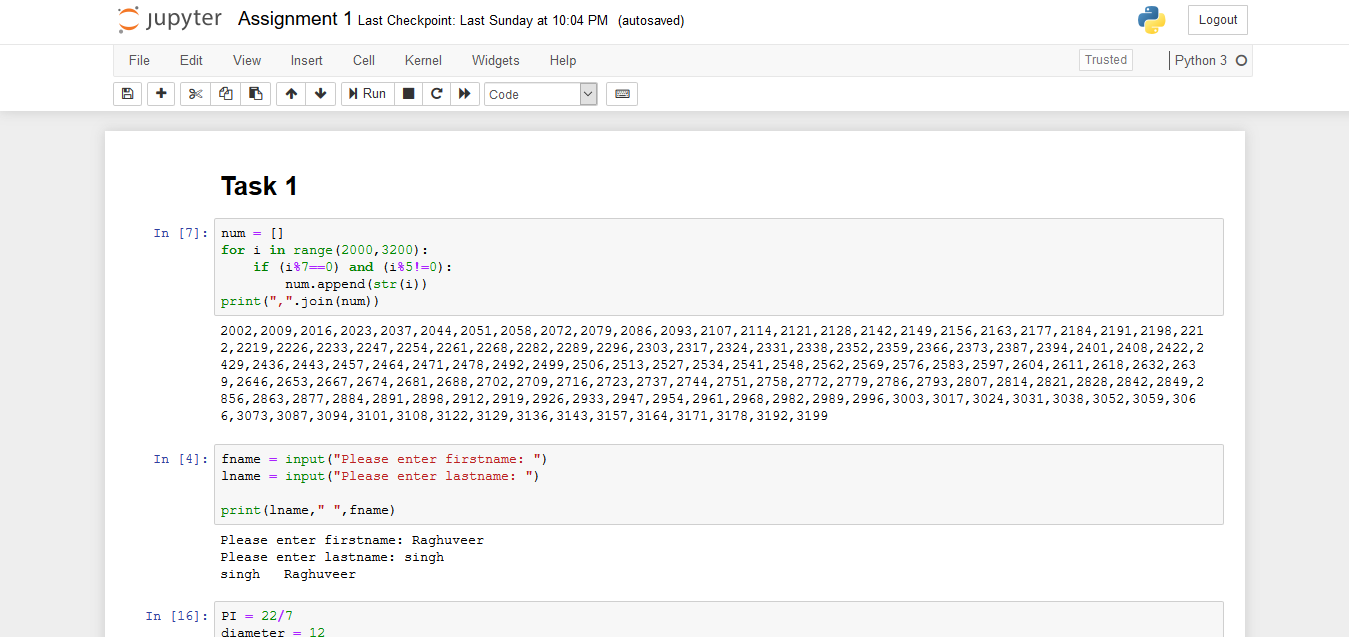 jupyter Assignment 1 Last Checkpoint: Last Sunday at 10:04 PM (autosaved) Logout
File Edit View Insert Cell Kernel Widgets Help Trusted Python 3
Run Code
Task 1
In [7]: num = []
for i in range(2000,3200):
    if (i%7==0) and (i%5!=0):
        num.append(str(i))
print(",".join(num))
2002,2009,2016,2023,2037,2044,2051,2058,2072,2079,2086,2093,2107,2114,2121,2128,2142,2149,2156,2163,2177,2184,2191,2198,221
2,2219,2226,2233,2247,2254,2261,2268,2282,2289,2296,2303,2317,2324,2331,2338,2352,2359,2366,2373,2387,2394,2401,2408,2422,2
429,2436,2443,2457,2464,2471,2478,2492,2499,2506,2513,2527,2534,2541,2548,2562,2569,2576,2583,2597,2604,2611,2618,2632,263
9,2646,2653,2667,2674,2681,2688,2702,2709,2716,2723,2737,2744,2751,2758,2772,2779,2786,2793,2807,2814,2821,2828,2842,2849,2
856,2863,2877,2884,2891,2898,2912,2919,2926,2933,2947,2954,2961,2968,2982,2989,2996,3003,3017,3024,3031,3038,3052,3059,306
6,3073,3087,3094,3101,3108,3122,3129,3136,3143,3157,3164,3171,3178,3192,3199
In [4]: fname = input("Please enter firstname: ")
lname = input("Please enter lastname: ")
print(lname," ",fname)
Please enter firstname: Raghuveer
Please enter lastname: singh
singh   Raghuveer
In [16]: PI = 22/7
diameter = 12